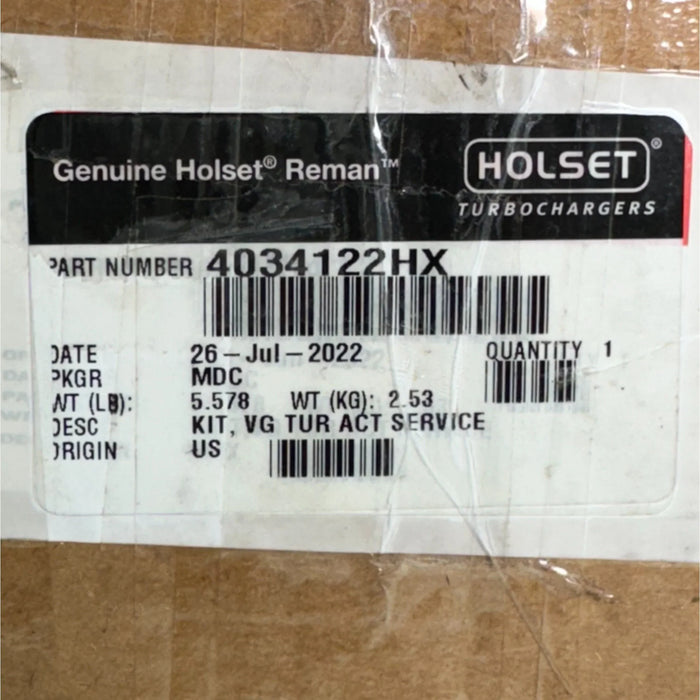 Genuine Holset® Reman™
HOLSET®
TURBOCHARGERS
PART NUMBER 4034122HX
DATE 26-Jul-2022 QUANTITY 1
PKGR MDC
WT (LB): 5.578 WT (KG): 2.53
DESC KIT, VG TUR ACT SERVICE
ORIGIN US